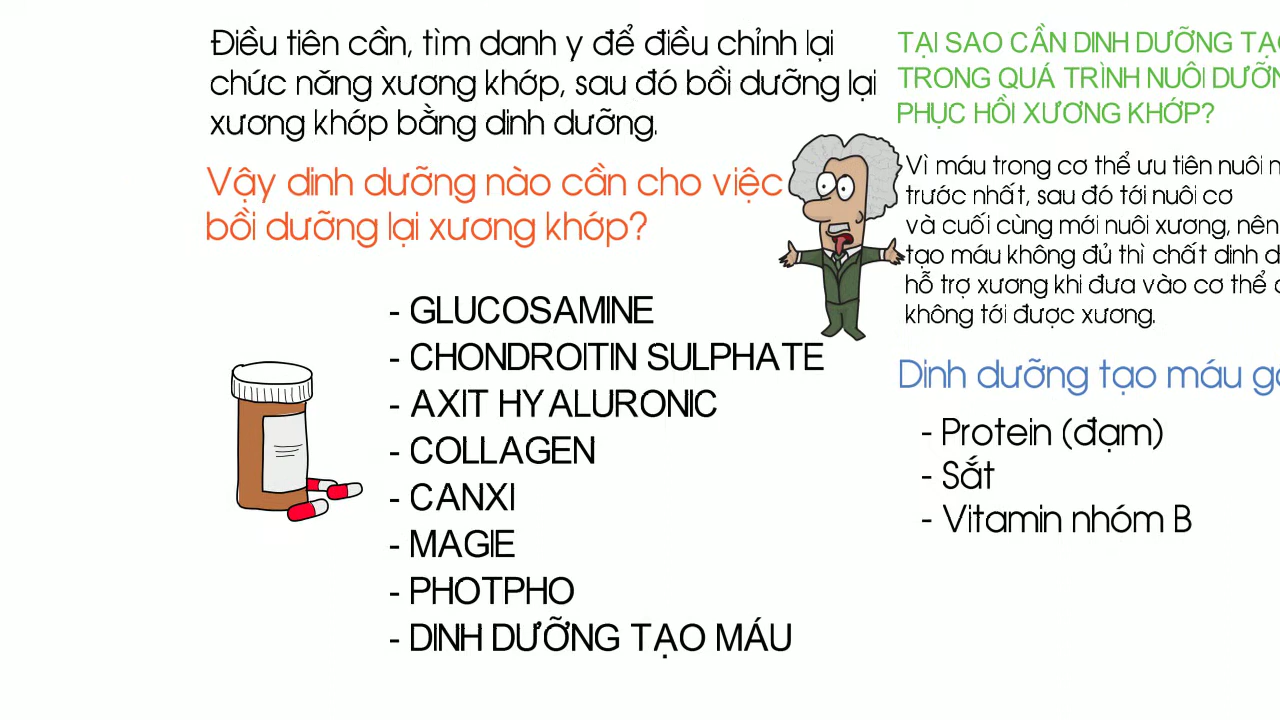 Điều tiên cần, tìm danh y để điều chỉnh lại
chức năng xương khớp, sau đó bồi dưỡng lại
xương khớp bằng dinh dưỡng.
Vậy dinh dưỡng nào cần cho việc
bồi dưỡng lại xương khớp?
- GLUCOSAMINE
- CHONDROITIN SULPHATE
- AXIT HYALURONIC
- COLLAGEN
- CANXI
- MAGIE
- PHOTPHO
- DINH DƯỠNG TẠO MÁU
TẠI SAO CẦN DINH DƯỠNG
TRONG QUÁ TRÌNH NUÔI
PHỤC HỒI XƯƠNG KHỚP?
Vì máu trong cơ thể ưu tiên nuôi
trước nhất, sau đó tới nuôi cơ
và cuối cùng mới nuôi xương, nên
tạo máu không đủ thì chất dinh
hỗ trợ xương khi đưa vào cơ thể
không tới được xương.
Dinh dưỡng tạo máu
- Protein (đạm)
- Sắt
- Vitamin nhóm B